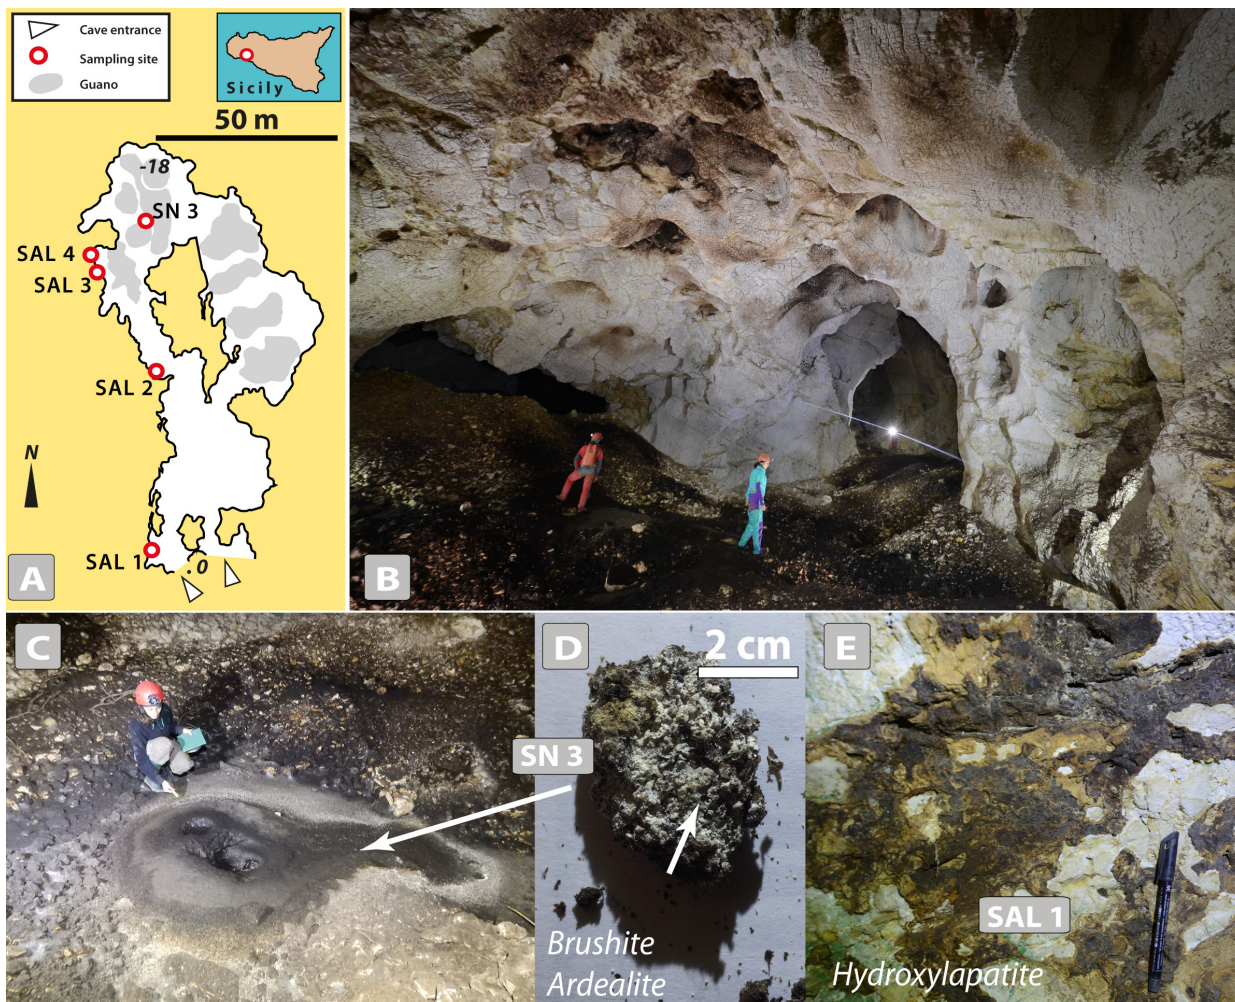 Cave entrance
Sampling site
Guano
Sicily
50 m
-18
SN 3
SAL 4
SAL 3
SAL 2
N
SAL 1
. 0
A
B
C
D
2 cm
SN 3
Brushite
Ardealite
E
SAL 1
Hydroxylapatite